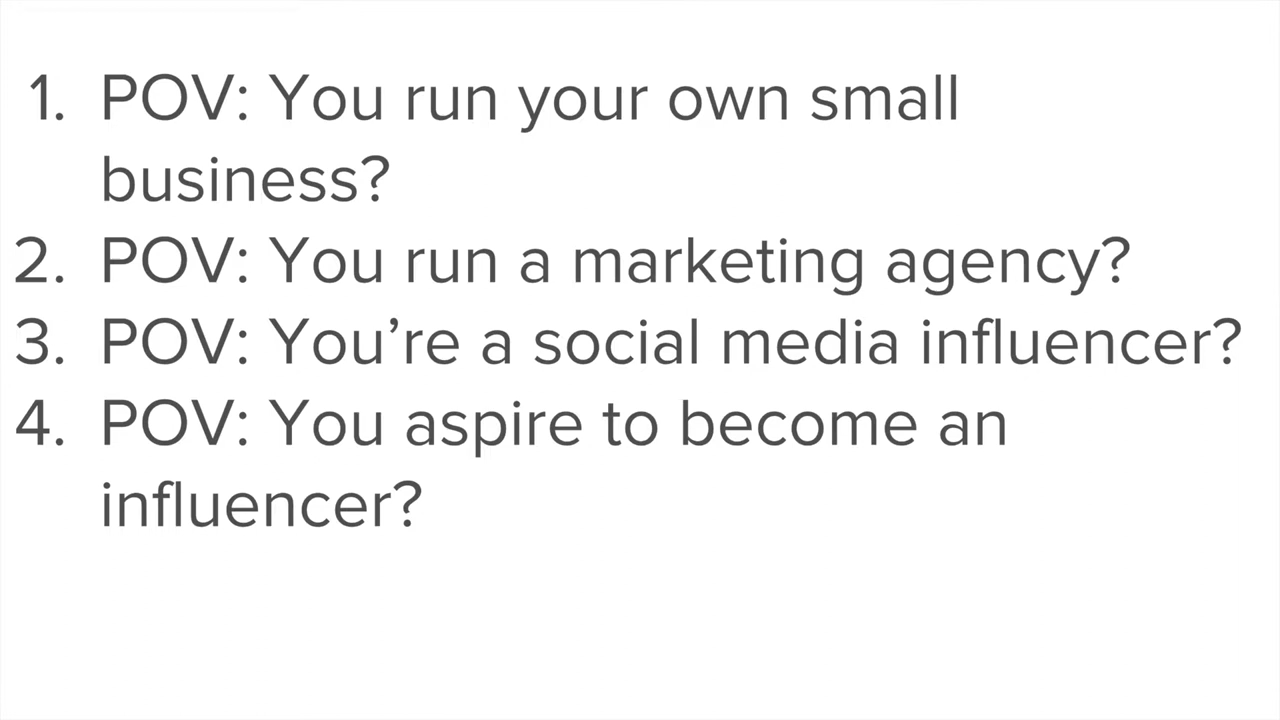 1. POV: You run your own small
business?
2. POV: You run a marketing agency?
3. POV: You’re a social media influencer?
4. POV: You aspire to become an
influencer?